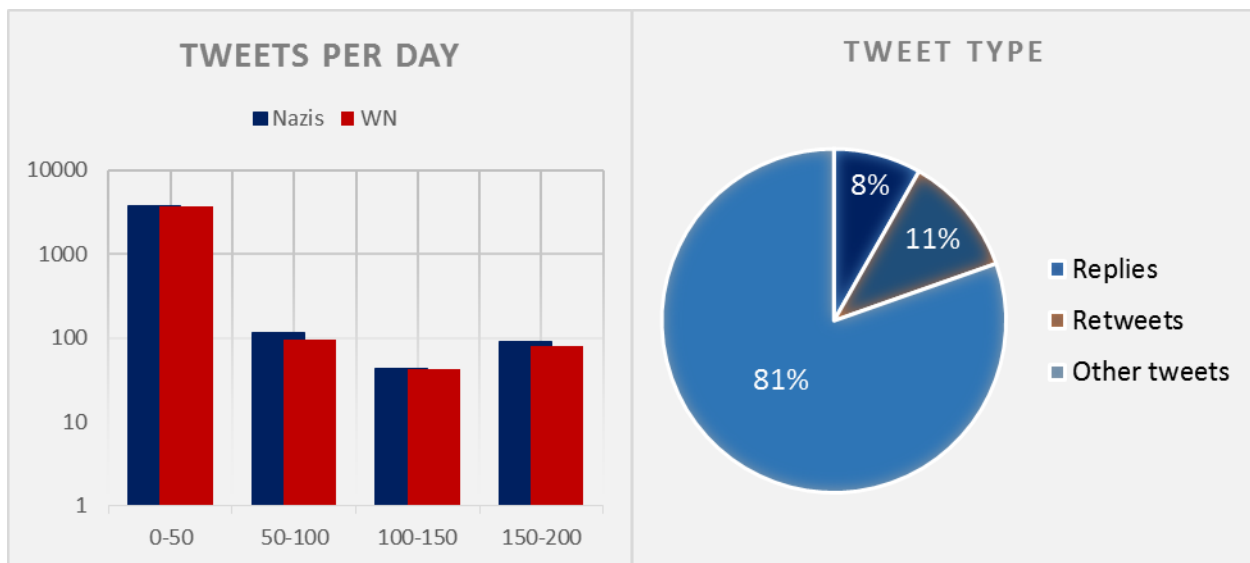 TWEETS PER DAY
Nazis WN
10000
1000
100
10
1
0-50 50-100 100-150 150-200
TWEET TYPE
8%
11%
81%
Replies
Retweets
Other tweets